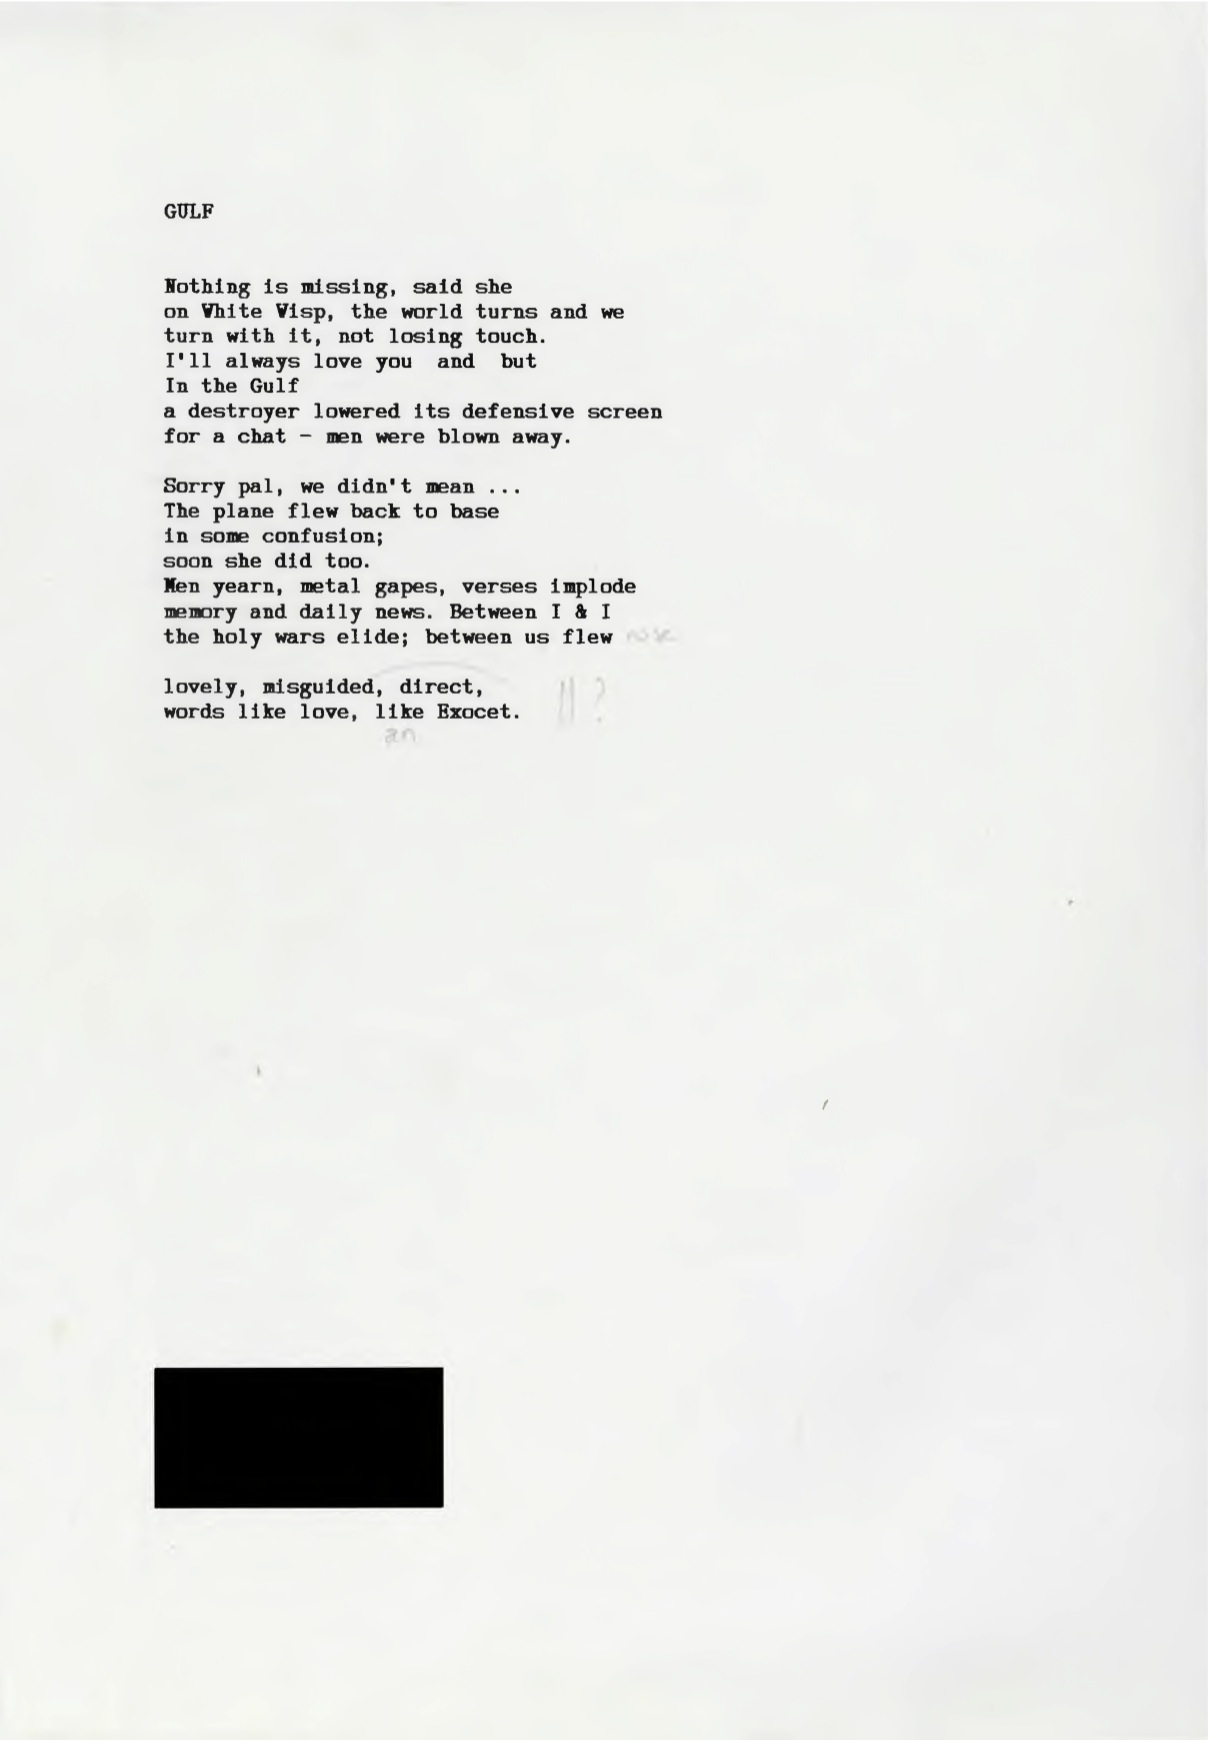 GULF
Nothing is missing, said she
on White Wisp, the world turns and we
turn with it, not losing touch.
I'll always love you  and  but
In the Gulf
a destroyer lowered its defensive screen
for a chat - men were blown away.
Sorry pal, we didn't mean ...
The plane flew back to base
in some confusion;
soon she did too.
Men yearn, metal gapes, verses implode
memory and daily news. Between I & I
the holy wars elide; between us flew
lovely, misguided, direct,
words like love, like Exocet. ||?
an